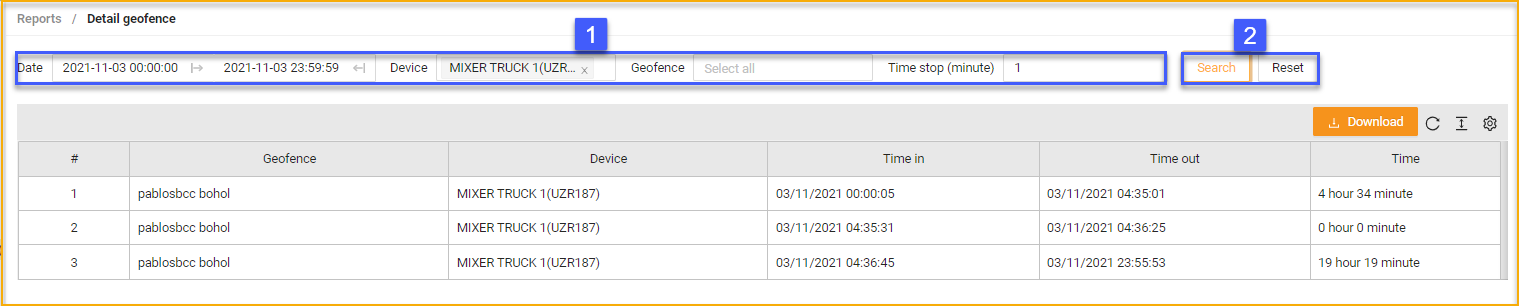 Reports / Detail geofence
1 2
Date 2021-11-03 00:00:00 2021-11-03 23:59:59 Device MIXER TRUCK 1(UZR... x Geofence Select all Time stop (minute) 1 Search Reset
Download
# Geofence Device Time in Time out Time
1 pablosbcc bohol MIXER TRUCK 1(UZR187) 03/11/2021 00:00:05 03/11/2021 04:35:01 4 hour 34 minute
2 pablosbcc bohol MIXER TRUCK 1(UZR187) 03/11/2021 04:35:31 03/11/2021 04:36:25 0 hour 0 minute
3 pablosbcc bohol MIXER TRUCK 1(UZR187) 03/11/2021 04:36:45 03/11/2021 23:55:53 19 hour 19 minute